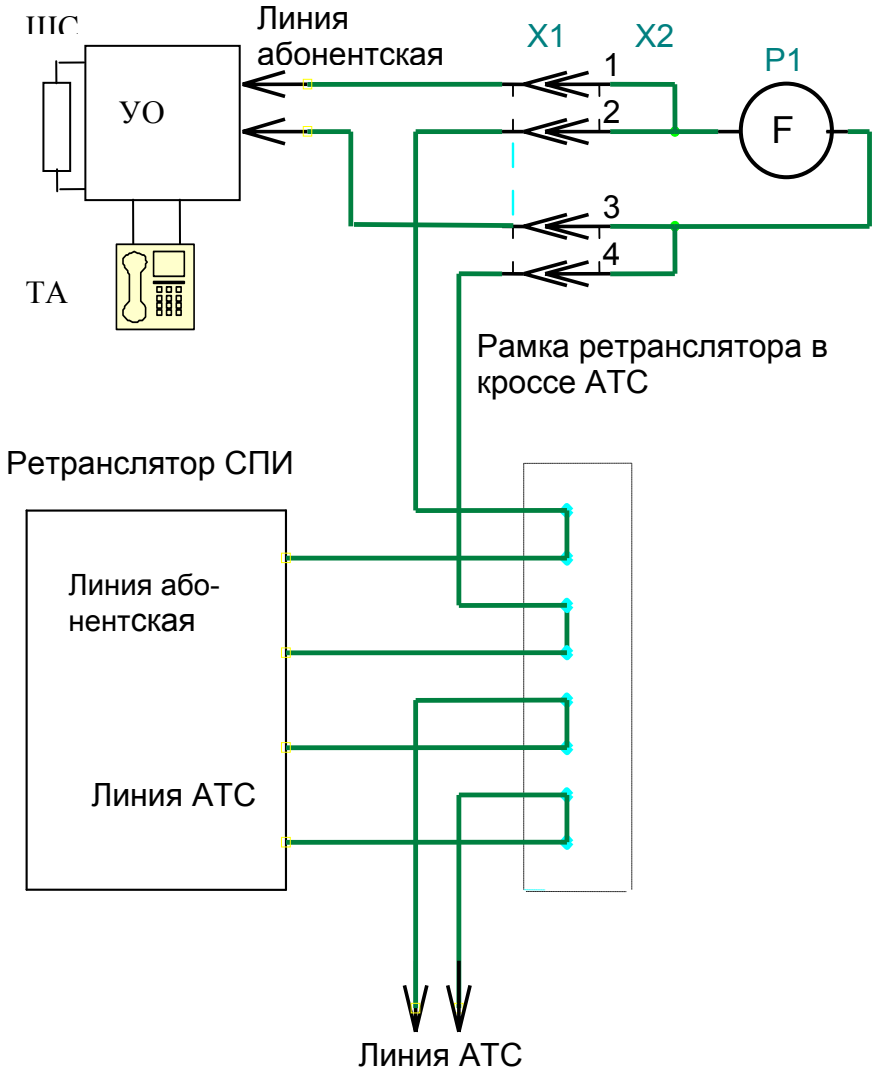 ШС
Линия
абонентская
X1
X2
P1
1
УО
2
F
3
4
ТА
Рамка ретранслятора в
кроссе АТС
Ретранслятор СПИ
Линия або-
нентская
Линия АТС
Линия АТС